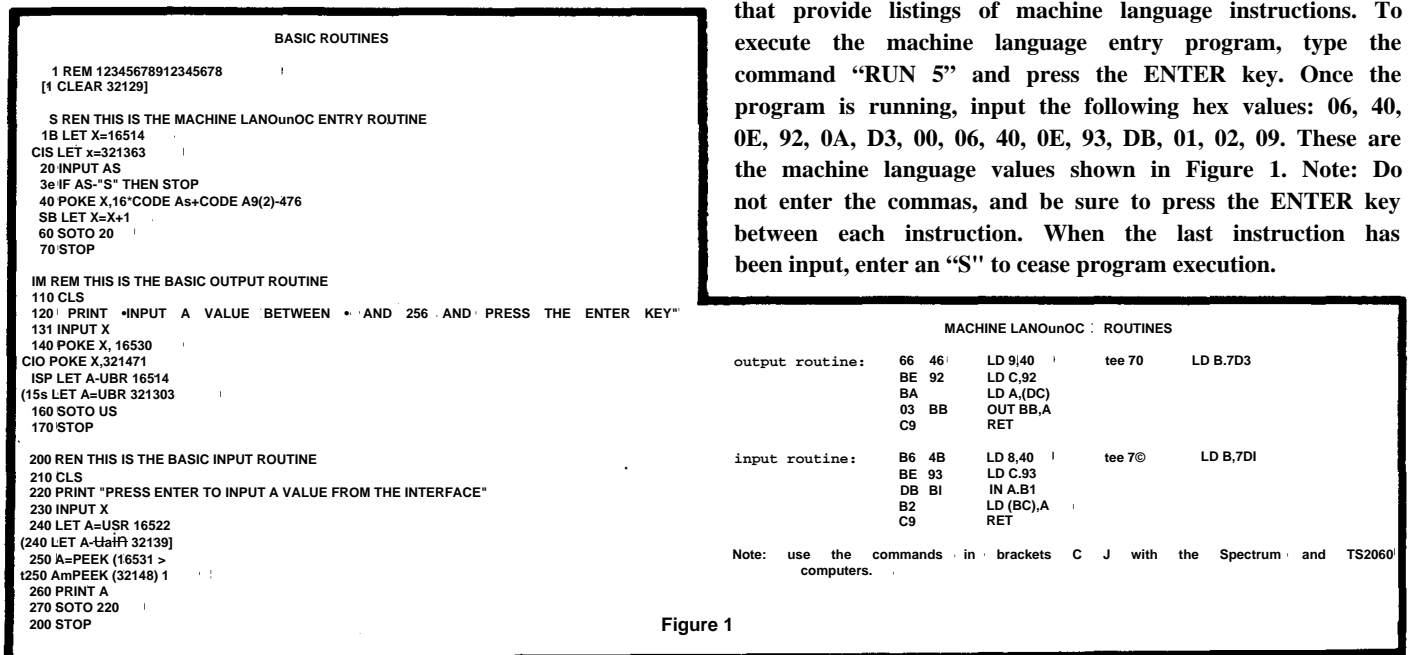 BASIC ROUTINES
1 REM 12345678912345678
[1 CLEAR 32129]
S REN THIS IS THE MACHINE LANOunOC ENTRY ROUTINE
1B LET X=16514
CIS LET x=321363
20 INPUT AS
3e IF AS-"S" THEN STOP
40 POKE X,16*CODE As+CODE A9(2)-476
SB LET X=X+1
60 SOTO 20
70 STOP
IM REM THIS IS THE BASIC OUTPUT ROUTINE
110 CLS
120 PRINT •INPUT A VALUE BETWEEN • AND 256 AND PRESS THE ENTER KEY"
131 INPUT X
140 POKE X, 16530
CIO POKE X,321471
ISP LET A-UBR 16514
(15s LET A=UBR 321303
160 SOTO US
170 STOP
200 REN THIS IS THE BASIC INPUT ROUTINE
210 CLS
220 PRINT "PRESS ENTER TO INPUT A VALUE FROM THE INTERFACE"
230 INPUT X
240 LET A=USR 16522
(240 LET A-Uain 32139]
250 A=PEEK (16531 >
t250 AmPEEK (32148) 1
260 PRINT A
270 SOTO 220
200 STOP
that provide listings of machine language instructions. To
execute the machine language entry program, type the
command “RUN 5” and press the ENTER key. Once the
program is running, input the following hex values: 06, 40,
0E, 92, 0A, D3, 00, 06, 40, 0E, 93, DB, 01, 02, 09. These are
the machine language values shown in Figure 1. Note: Do
not enter the commas, and be sure to press the ENTER key
between each instruction. When the last instruction has
been input, enter an “S" to cease program execution.
MACHINE LANOunOC : ROUTINES
output routine: 66 46 LD 9,40 tee 70 LD B.7D3
BE 92 LD C,92
BA LD A,(DC)
03 BB OUT BB,A
C9 RET
input routine: B6 4B LD 8,40 tee 7© LD B,7DI
BE 93 LD C.93
DB BI IN A.B1
B2 LD (BC),A
C9 RET
Note: use the commands in brackets C J with the Spectrum and TS2060
computers.
Figure 1